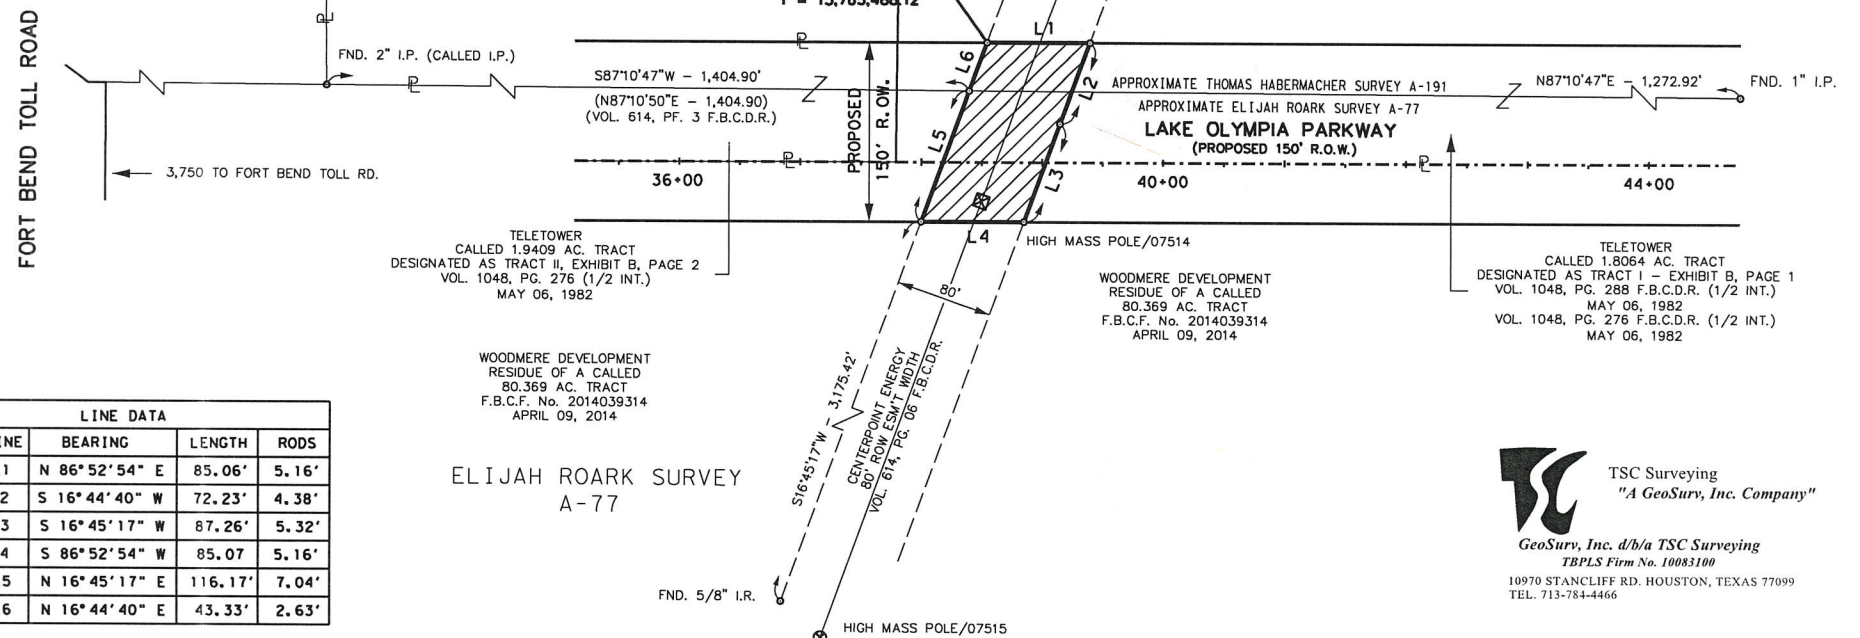 FORT BEND TOLL ROAD
PL
FND. 2" I.P. (CALLED I.P.)
PL
S87°10'47"W - 1,404.90'
(N87°10'50"E - 1,404.90)
(VOL. 614, PF. 3 F.B.C.D.R.)
PL
PROPOSED
150' R.OW.
L1
L6
L2
L5
L3
L4
APPROXIMATE THOMAS HABERMACHER SURVEY A-191
APPROXIMATE ELIJAH ROARK SURVEY A-77
LAKE OLYMPIA PARKWAY
(PROPOSED 150' R.O.W.)
N87°10'47"E - 1,272.92'
FND. 1" I.P.
3,750 TO FORT BEND TOLL RD.
36+00
PL
40+00
PL
44+00
TELETOWER
CALLED 1.9409 AC. TRACT
DESIGNATED AS TRACT II, EXHIBIT B, PAGE 2
VOL. 1048, PG. 276 (1/2 INT.)
MAY 06, 1982
HIGH MASS POLE/07514
WOODMERE DEVELOPMENT
RESIDUE OF A CALLED
80.369 AC. TRACT
F.B.C.F. No. 2014039314
APRIL 09, 2014
TELETOWER
CALLED 1.8064 AC. TRACT
DESIGNATED AS TRACT I - EXHIBIT B, PAGE 1
VOL. 1048, PG. 288 F.B.C.D.R. (1/2 INT.)
MAY 06, 1982
VOL. 1048, PG. 276 F.B.C.D.R. (1/2 INT.)
MAY 06, 1982
80'
WOODMERE DEVELOPMENT
RESIDUE OF A CALLED
80.369 AC. TRACT
F.B.C.F. No. 2014039314
APRIL 09, 2014
S16°45'17"W - 3,175.42'
CENTERPOINT ENERGY
80' ROW ESM'T WIDTH
VOL. 614, PG. 06 F.B.C.D.R.
ELIJAH ROARK SURVEY
A-77
FND. 5/8" I.R.
HIGH MASS POLE/07515
LINE DATA
INE BEARING LENGTH RODS
1 N 86°52'54" E 85.06' 5.16'
2 S 16°44'40" W 72.23' 4.38'
3 S 16°45'17" W 87.26' 5.32'
4 S 86°52'54" W 85.07 5.16'
5 N 16°45'17" E 116.17' 7.04'
6 N 16°44'40" E 43.33' 2.63'
TSC Surveying
"A GeoSurv, Inc. Company"
GeoSurv, Inc. d/b/a TSC Surveying
TBPLS Firm No. 10083100
10970 STANCLIFF RD. HOUSTON, TEXAS 77099
TEL. 713-784-4466